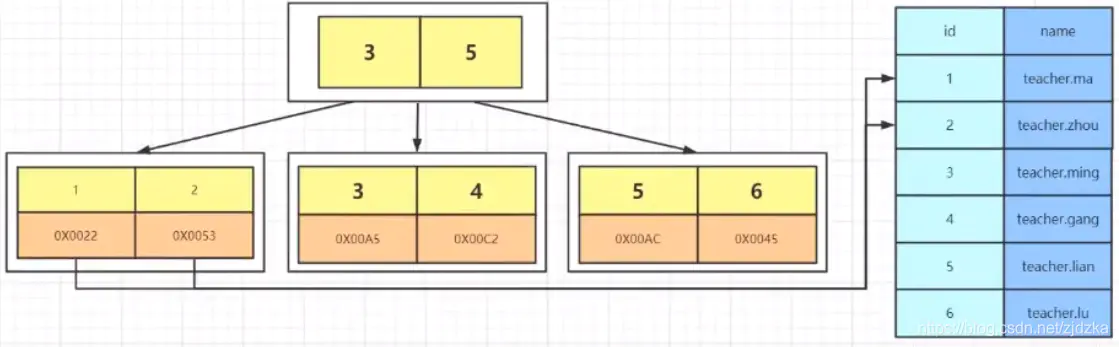 3 5
1 2
0X0022 0X0053
3 4
0X00A5 0X00C2
5 6
0X00AC 0X0045
id name
1 teacher.ma
2 teacher.zhou
3 teacher.ming
4 teacher.gang
5 teacher.lian
6 teacher.lu
https://blog.csdn.net/zjdzka